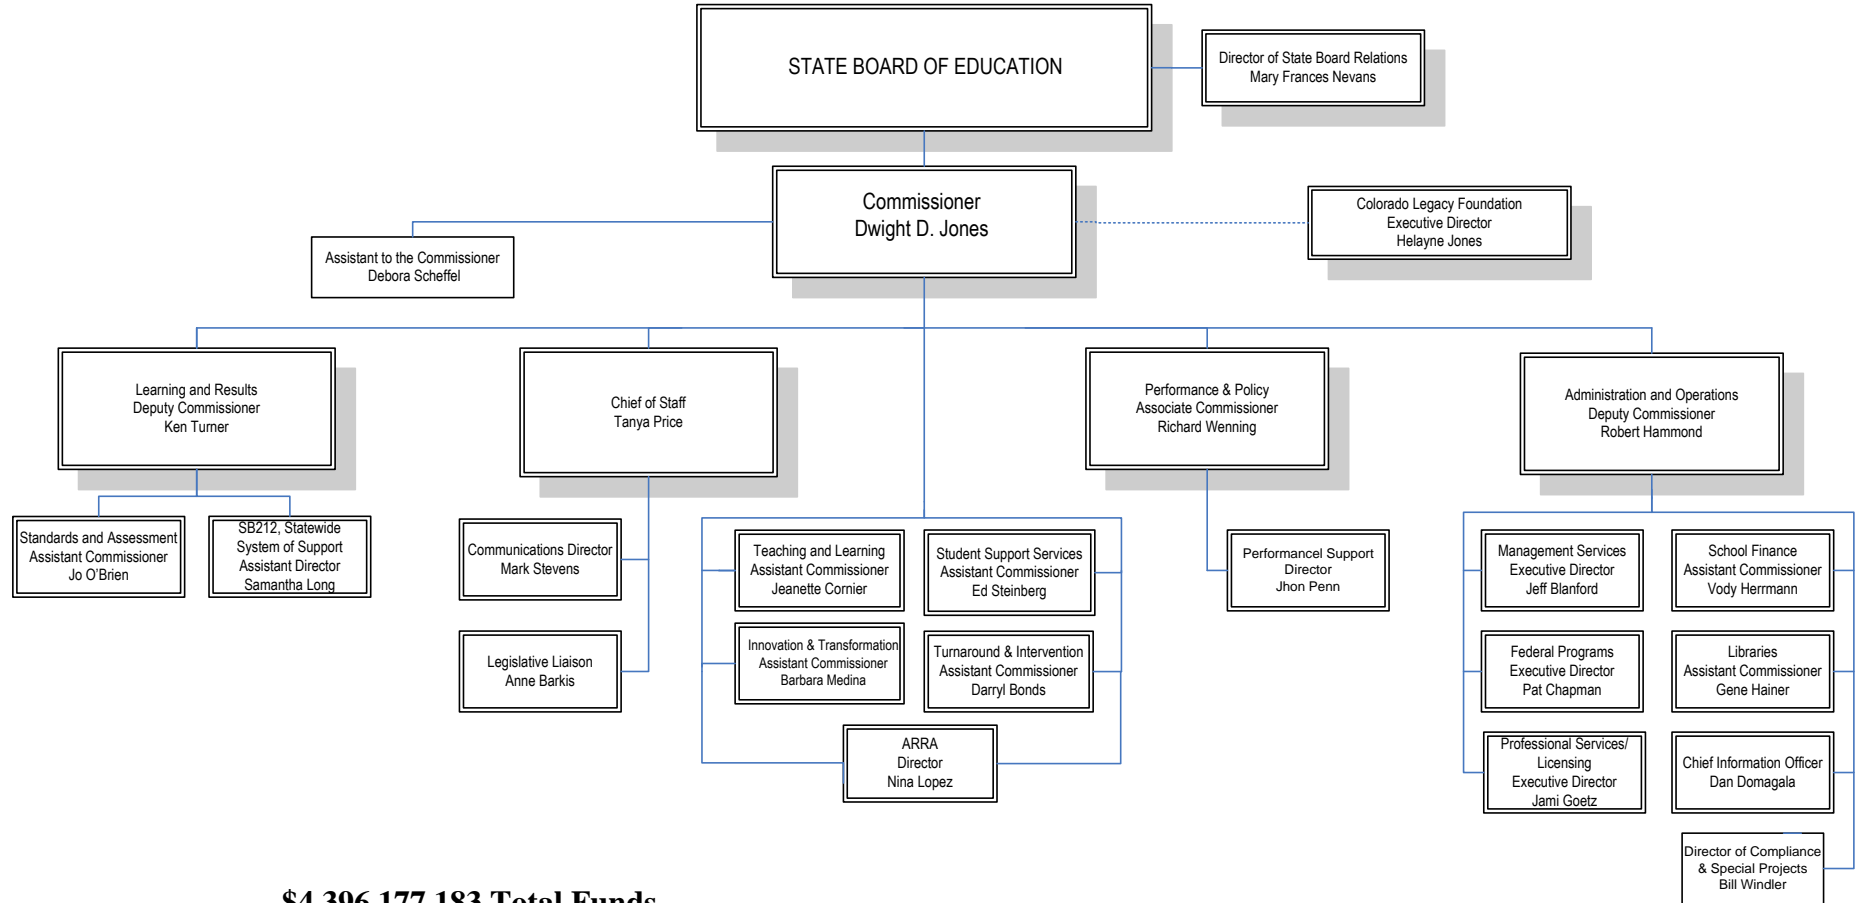 STATE BOARD OF EDUCATION
Director of State Board Relations
Mary Frances Nevans
Commissioner
Dwight D. Jones
Colorado Legacy Foundation
Executive Director
Helayne Jones
Assistant to the Commissioner
Debora Scheffel
Learning and Results
Deputy Commissioner
Ken Turner
Chief of Staff
Tanya Price
Performance & Policy
Associate Commissioner
Richard Wenning
Administration and Operations
Deputy Commissioner
Robert Hammond
Standards and Assessment
Assistant Commissioner
Jo O'Brien
SB212, Statewide
System of Support
Assistant Director
Samantha Long
Communications Director
Mark Stevens
Legislative Liaison
Anne Barkis
Teaching and Learning
Assistant Commissioner
Jeanette Cornier
Student Support Services
Assistant Commissioner
Ed Steinberg
Innovation & Transformation
Assistant Commissioner
Barbara Medina
Turnaround & Intervention
Assistant Commissioner
Darryl Bonds
ARRA
Director
Nina Lopez
Performancel Support
Director
Jhon Penn
Management Services
Executive Director
Jeff Blanford
School Finance
Assistant Commissioner
Vody Herrmann
Federal Programs
Executive Director
Pat Chapman
Libraries
Assistant Commissioner
Gene Hainer
Professional Services/
Licensing
Executive Director
Jami Goetz
Chief Information Officer
Dan Domagala
Director of Compliance
& Special Projects
Bill Windler
$4,396,177,183 Total Funds